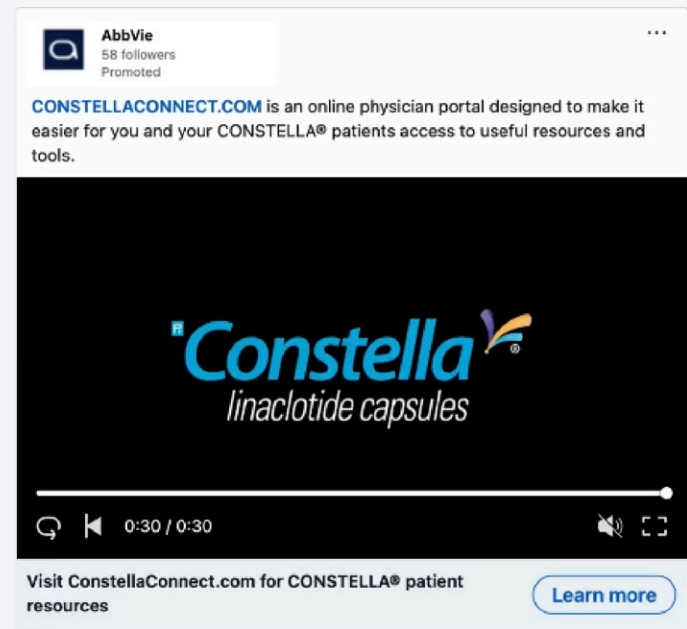 AbbVie
58 followers
Promoted
CONSTELLACONNECT.COM is an online physician portal designed to make it
easier for you and your CONSTELLA® patients access to useful resources and
tools.
Pr Constella®
linaclotide capsules
0:30 / 0:30
Visit ConstellaConnect.com for CONSTELLA® patient
resources
Learn more